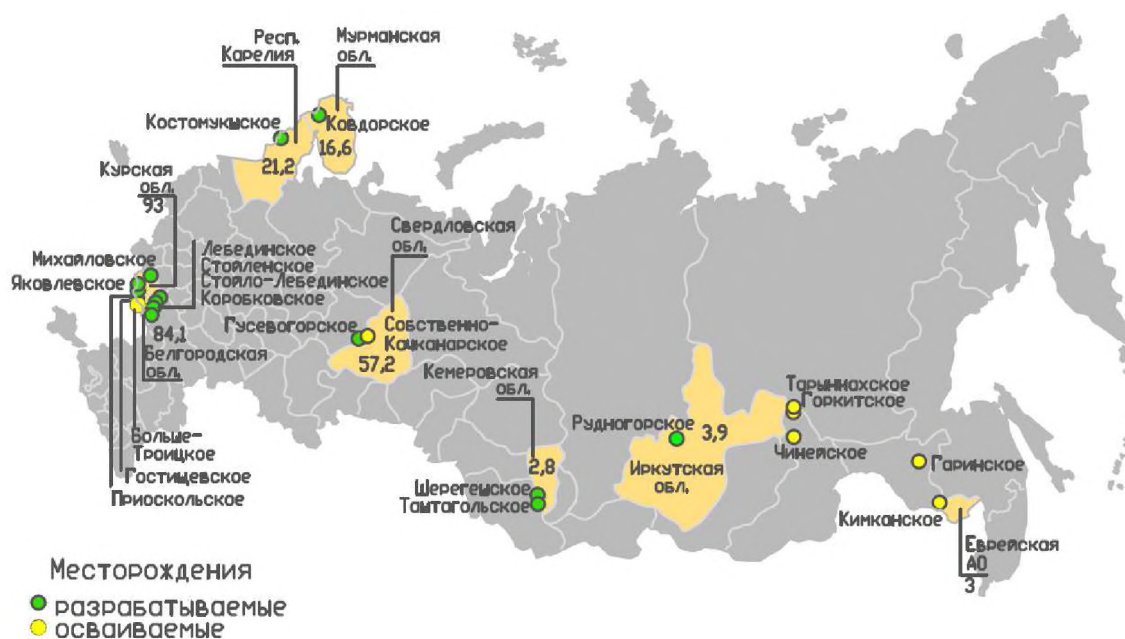 Респ.
Карелия
Мурманская
обл.
Костомукшское
Ковдорское
21,2
16,6
Курская
обл.
93
Свердловская
обл.
Михайловское
Яковлевское
Лебединское
Стойленское
Стойло-Лебединское
Коробковское
84,1
Белгородская
обл.
Гусевогорское
Собственно-
Качканарское
57,2
Кемеровская
обл.
Больше-
Троицкое
Гостищевское
Приоскольское
2,8
Шерегешское
Таштагольское
Рудногорское
3,9
Иркутская
обл.
Тарыннахское
Горкитское
Чинейское
Гаринское
Кимканское
Еврейская
АО
3
Месторождения
разрабатываемые
осваиваемые